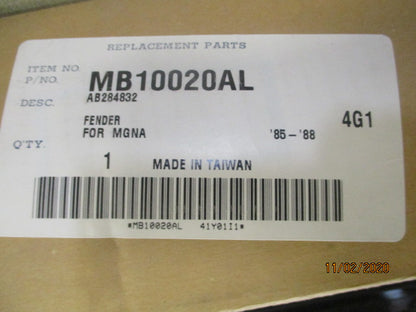 REPLACEMENT PARTS
ITEM NO.
P/NO. MB10020AL
AB284832
DESC.
FENDER
FOR MGNA '85-'88 4G1
Q'TY.
1 MADE IN TAIWAN
*MB10020AL 41Y01I1*
11/02/2020